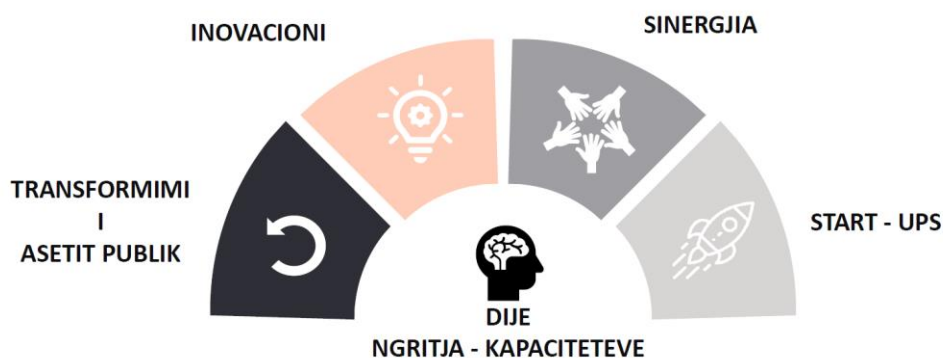 INOVACIONI
SINERGJIA
TRANSFORMIMI
I
ASETIT PUBLIK
START - UPS
DIJE
NGRITJA - KAPACITETEVE